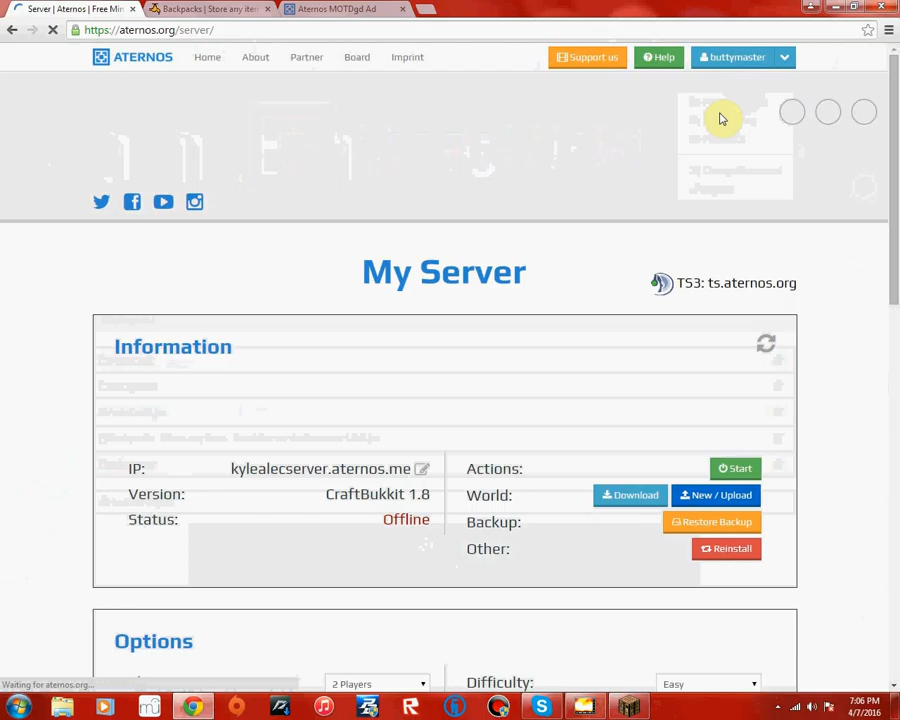 Server | Aternos | Free Min
Backpacks | Store any iten
Aternos MOTDgd Ad
https://aternos.org/server/
ATERNOS
Home
About
Partner
Board
Imprint
Support us
Help
buttymaster
My Server
TS3: ts.aternos.org
Information
IP: kylealecserver.aternos.me
Version: CraftBukkit 1.8
Status: Offline
Actions: Start
World: Download New / Upload
Backup: Restore Backup
Other: Reinstall
Options
2 Players
Difficulty: Easy
Waiting for aternos.org...
7:06 PM
4/7/2016